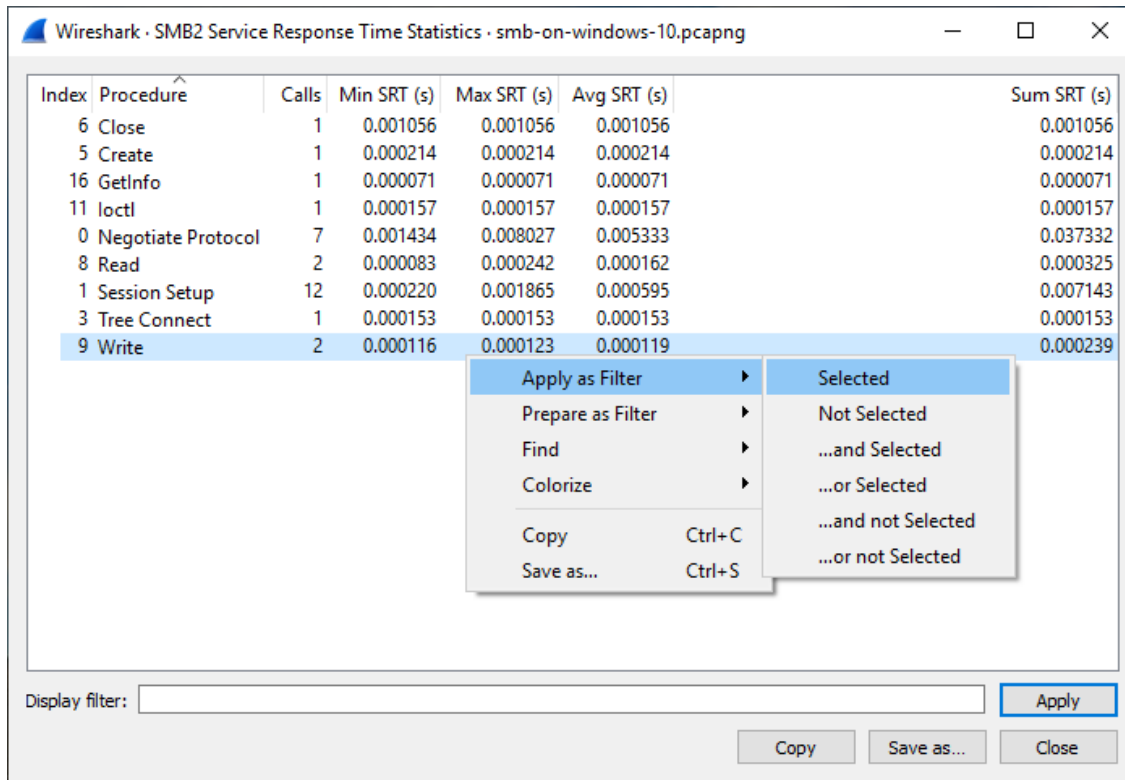 Wireshark · SMB2 Service Response Time Statistics · smb-on-windows-10.pcapng
Index Procedure Calls Min SRT (s) Max SRT (s) Avg SRT (s) Sum SRT (s)
6 Close 1 0.001056 0.001056 0.001056 0.001056
5 Create 1 0.000214 0.000214 0.000214 0.000214
16 GetInfo 1 0.000071 0.000071 0.000071 0.000071
11 Ioctl 1 0.000157 0.000157 0.000157 0.000157
0 Negotiate Protocol 7 0.001434 0.008027 0.005333 0.037332
8 Read 2 0.000083 0.000242 0.000162 0.000325
1 Session Setup 12 0.000220 0.001865 0.000595 0.007143
3 Tree Connect 1 0.000153 0.000153 0.000153 0.000153
9 Write 2 0.000116 0.000123 0.000119 0.000239
Apply as Filter
Prepare as Filter
Find
Colorize
Copy Ctrl+C
Save as... Ctrl+S
Selected
Not Selected
...and Selected
...or Selected
...and not Selected
...or not Selected
Display filter:
Apply
Copy
Save as...
Close